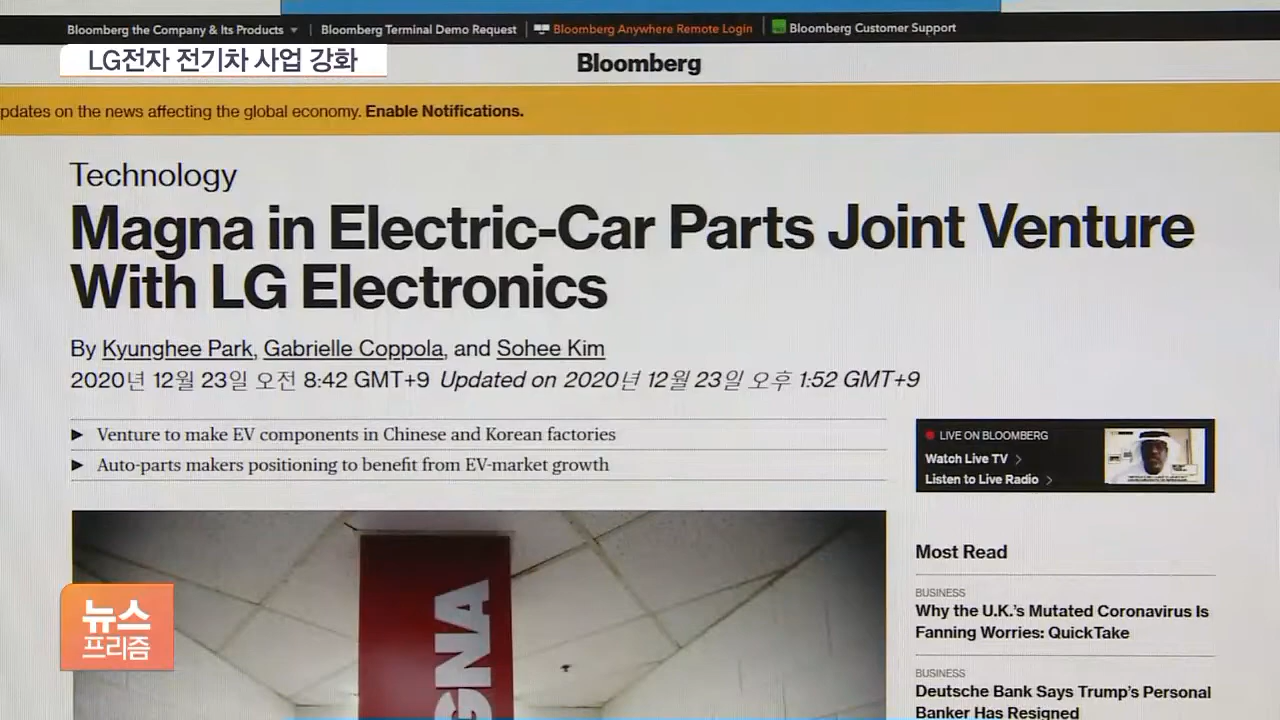 Bloomberg the Company & Its Products
Bloomberg Terminal Demo Request
Bloomberg Anywhere Remote Login
Bloomberg Customer Support
LG전자 전기차 사업 강화
Bloomberg
pdates on the news affecting the global economy. Enable Notifications.
Technology
Magna in Electric-Car Parts Joint Venture
With LG Electronics
By Kyunghee Park, Gabrielle Coppola, and Sohee Kim
2020년 12월 23일 오전 8:42 GMT+9 Updated on 2020년 12월 23일 오후 1:52 GMT+9
Venture to make EV components in Chinese and Korean factories
Auto-parts makers positioning to benefit from EV-market growth
LIVE ON BLOOMBERG
Watch Live TV
Listen to Live Radio
Most Read
BUSINESS
Why the U.K.'s Mutated Coronavirus Is
Fanning Worries: QuickTake
BUSINESS
Deutsche Bank Says Trump's Personal
Banker Has Resigned
GNA
뉴스
프리즘